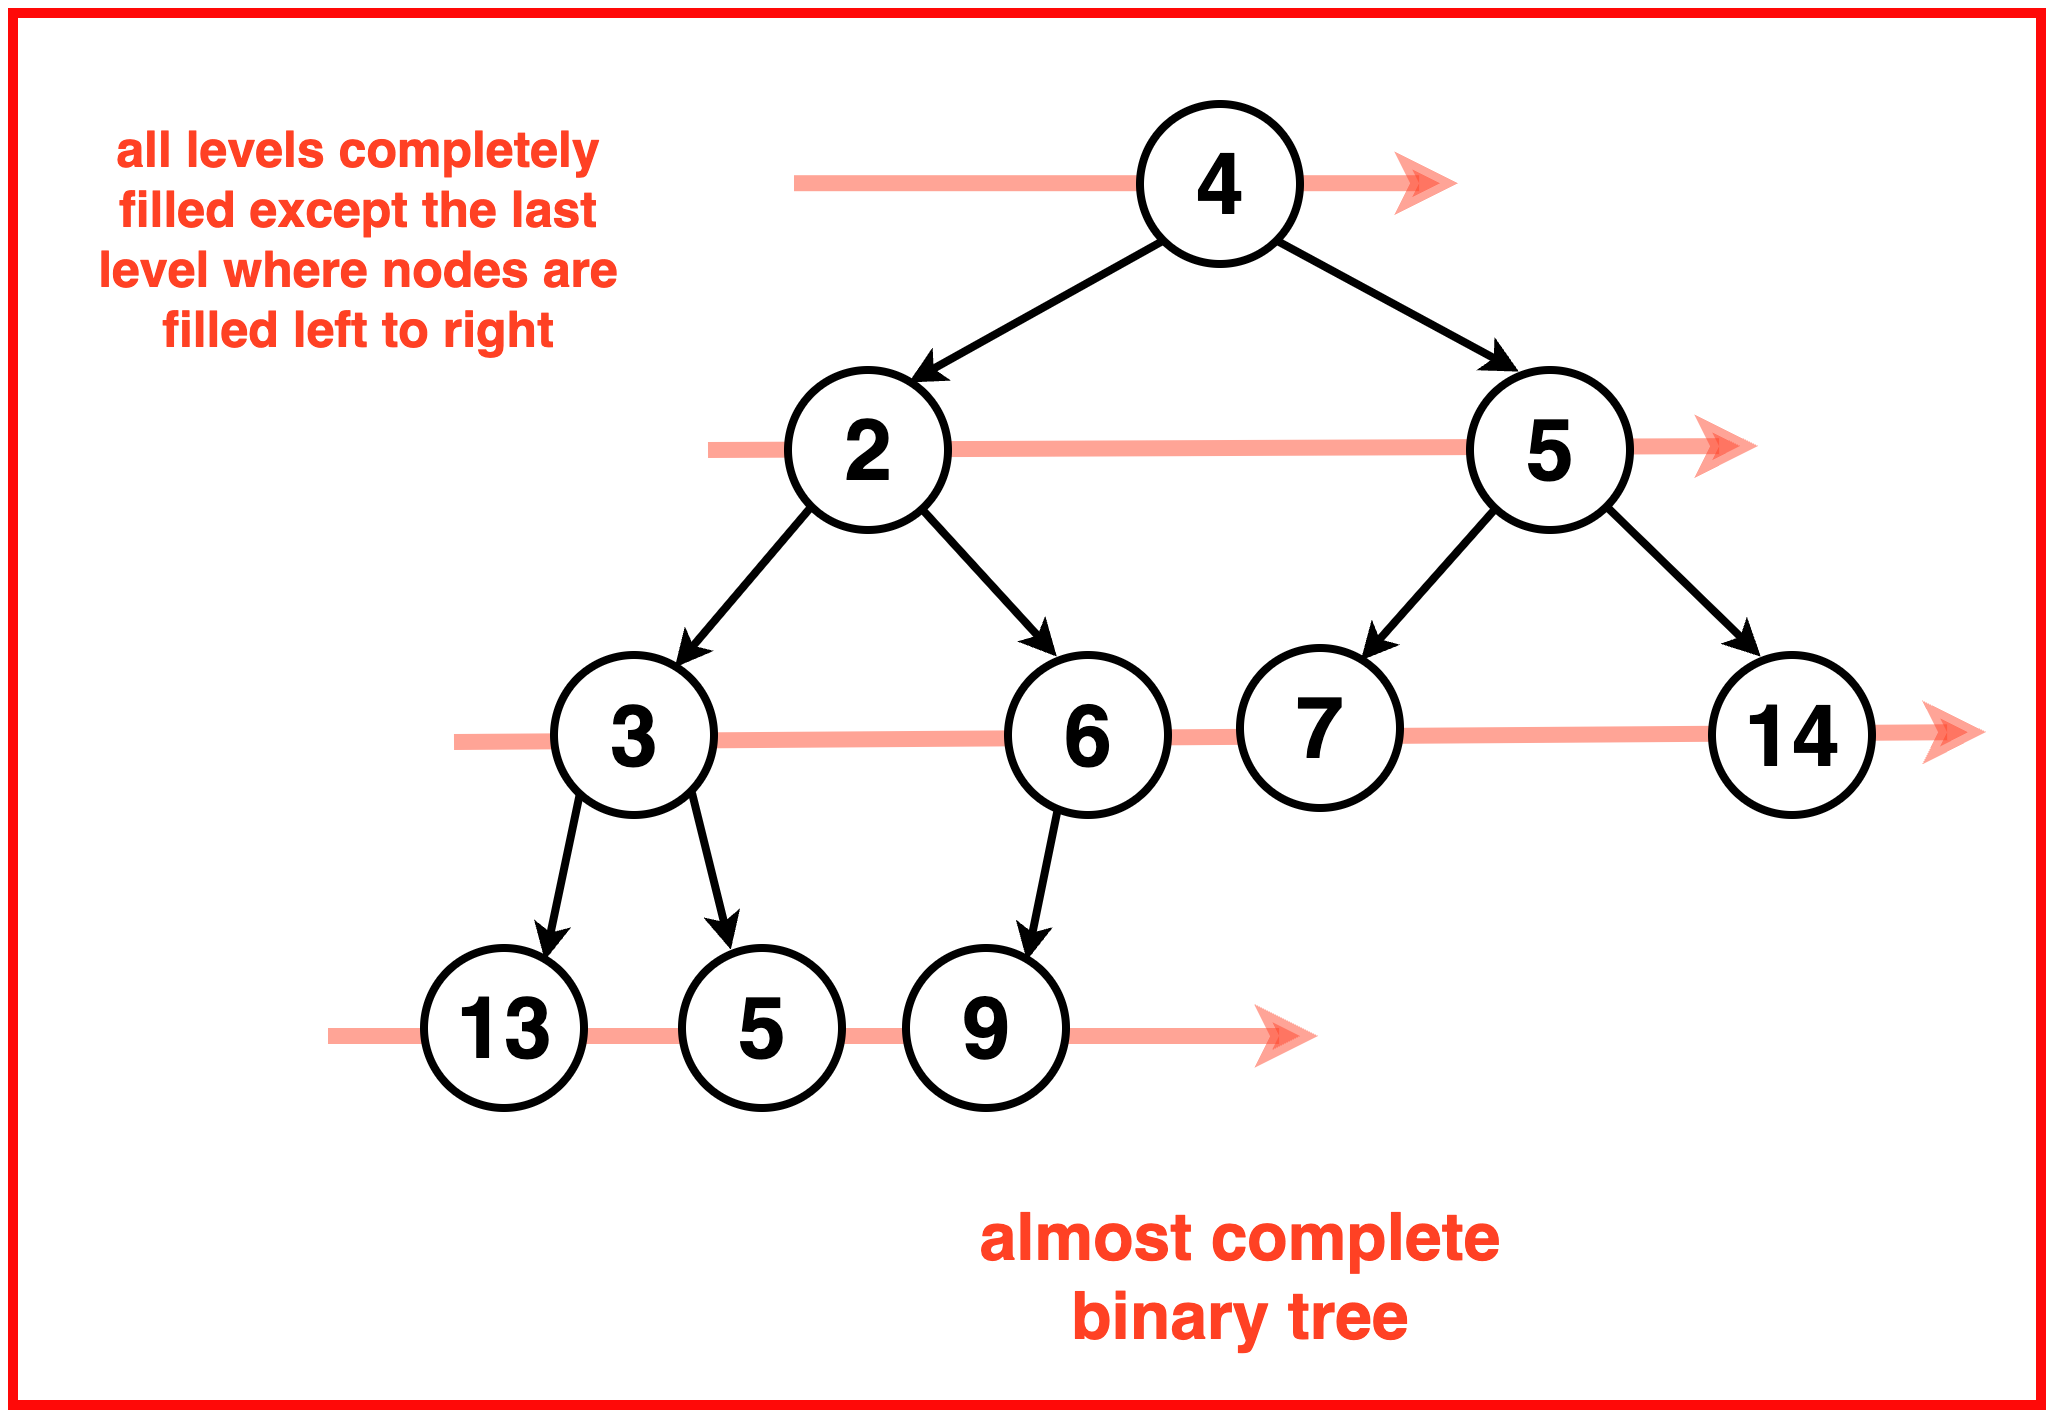 all levels completely
filled except the last
level where nodes are
filled left to right
4
2 5
3 6 7 14
13 5 9
almost complete
binary tree